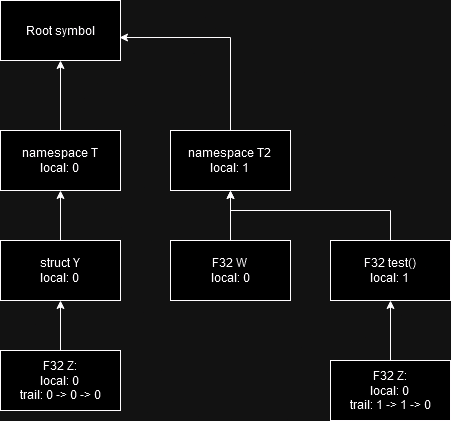 Root symbol
namespace T
local: 0
namespace T2
local: 1
struct Y
local: 0
F32 W
local: 0
F32 test()
local: 1
F32 Z:
local: 0
trail: 0 -> 0 -> 0
F32 Z:
local: 0
trail: 1 -> 1 -> 0